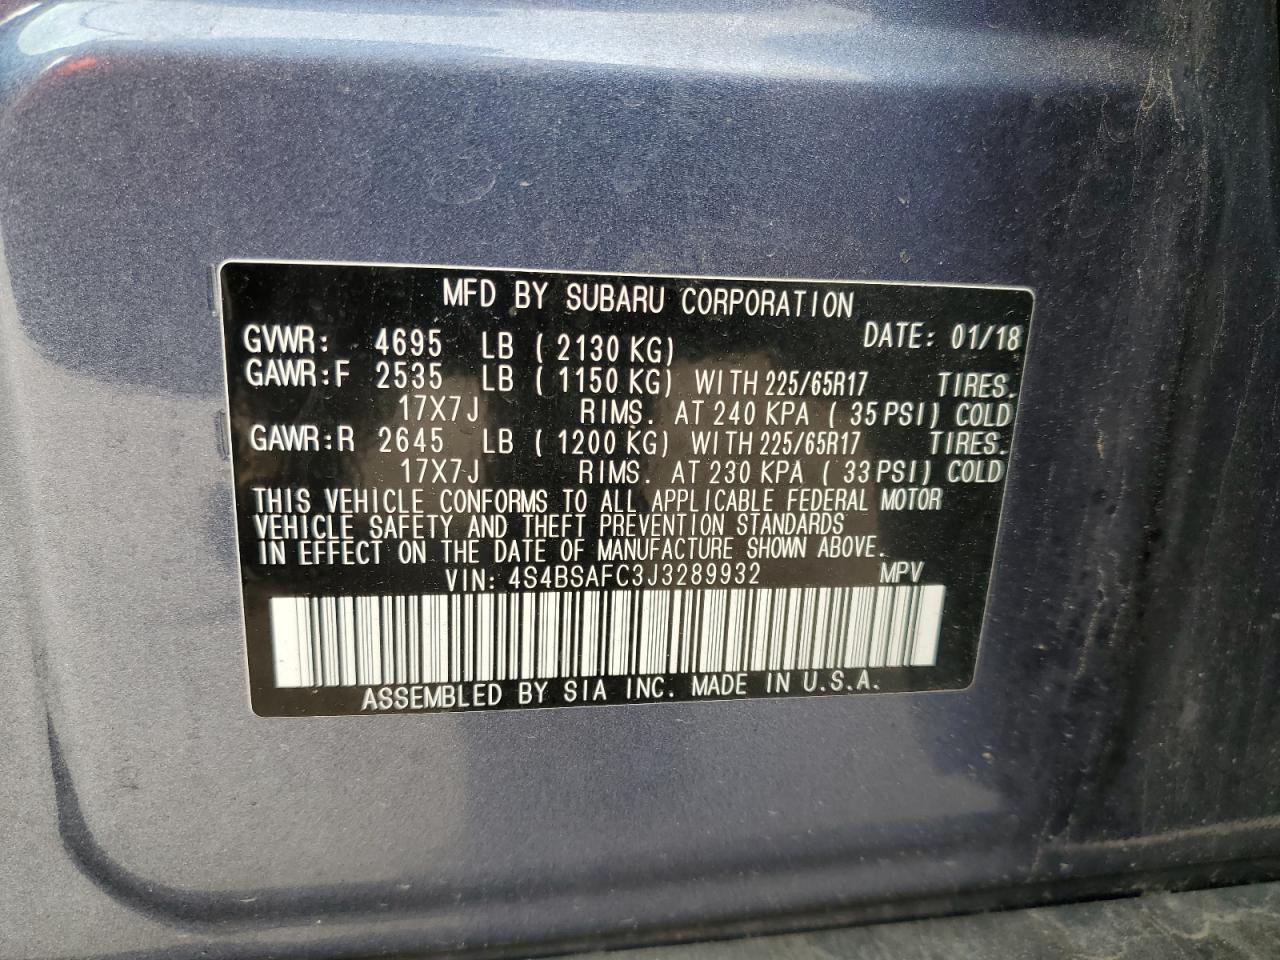 MFD BY SUBARU CORPORATION
GVWR: 4695 LB ( 2130 KG) DATE: 01/18
GAWR:F 2535 LB ( 1150 KG) WITH 225/65R17 TIRES.
17X7J RIMS. AT 240 KPA ( 35 PSI) COLD
GAWR:R 2645 LB ( 1200 KG) WITH 225/65R17 TIRES.
17X7J RIMS. AT 230 KPA ( 33 PSI) COLD
THIS VEHICLE CONFORMS TO ALL APPLICABLE FEDERAL MOTOR
VEHICLE SAFETY AND THEFT PREVENTION STANDARDS
IN EFFECT ON THE DATE OF MANUFACTURE SHOWN ABOVE.
VIN: 4S4BSAFC3J3289932 MPV
ASSEMBLED BY SIA INC. MADE IN U.S.A.